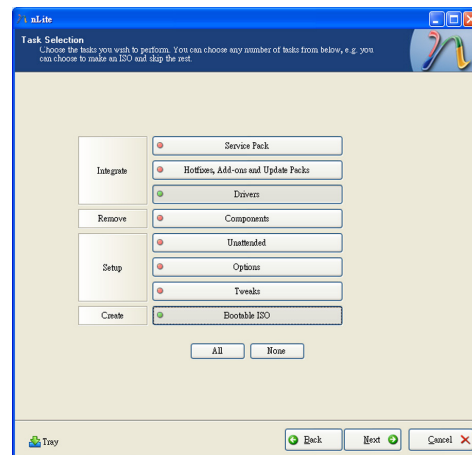 nLite
Task Selection
Choose the tasks you wish to perform. You can choose any number of tasks from below, e.g. you
can choose to make an ISO and skip the rest.
Service Pack
Integrate
Hotfixes, Add-ons and Update Packs
Drivers
Remove
Components
Unattended
Setup
Options
Tweaks
Create
Bootable ISO
All
None
Tray
Back
Next
Cancel